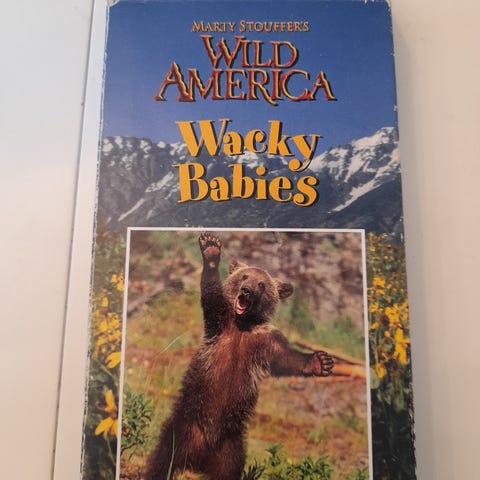 MARTY STOUFFER'S
WILD
AMERICA
Wacky
Babies